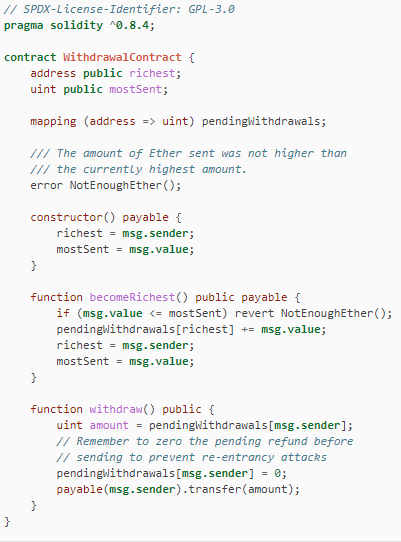 // SPDX-License-Identifier: GPL-3.0
pragma solidity ^0.8.4;

contract WithdrawalContract {
    address public richest;
    uint public mostSent;

    mapping (address => uint) pendingWithdrawals;

    /// The amount of Ether sent was not higher than
    /// the currently highest amount.
    error NotEnoughEther();

    constructor() payable {
        richest = msg.sender;
        mostSent = msg.value;
    }

    function becomeRichest() public payable {
        if (msg.value <= mostSent) revert NotEnoughEther();
        pendingWithdrawals[richest] += msg.value;
        richest = msg.sender;
        mostSent = msg.value;
    }

    function withdraw() public {
        uint amount = pendingWithdrawals[msg.sender];
        // Remember to zero the pending refund before
        // sending to prevent re-entrancy attacks
        pendingWithdrawals[msg.sender] = 0;
        payable(msg.sender).transfer(amount);
    }
}